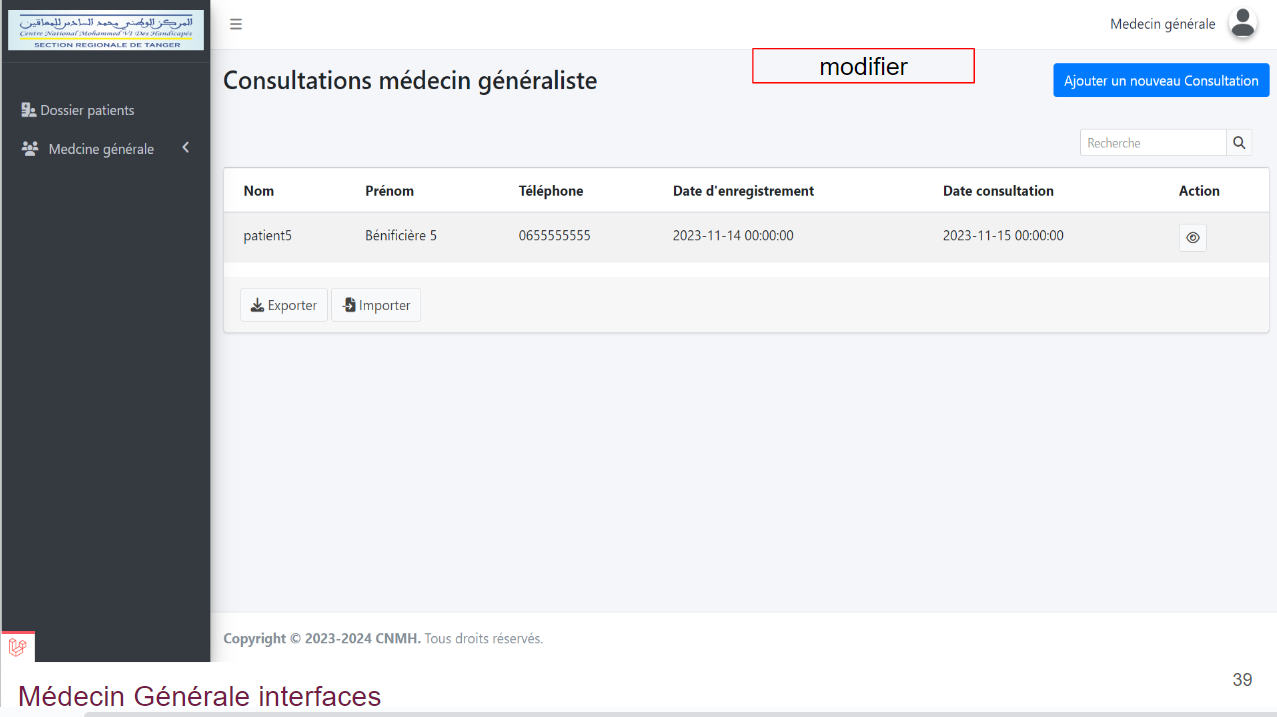 المركز الوطني محمد السادس للمعاقين
Centre National Mohammed VI Des Handicapés
SECTION REGIONALE DE TANGER
Medecin générale
modifier
Consultations médecin généraliste
Ajouter un nouveau Consultation
Dossier patients
Medcine générale
Recherche
Nom Prénom Téléphone Date d'enregistrement Date consultation Action
patient5 Bénificière 5 0655555555 2023-11-14 00:00:00 2023-11-15 00:00:00
Exporter Importer
Copyright © 2023-2024 CNMH. Tous droits réservés.
39
Médecin Générale interfaces